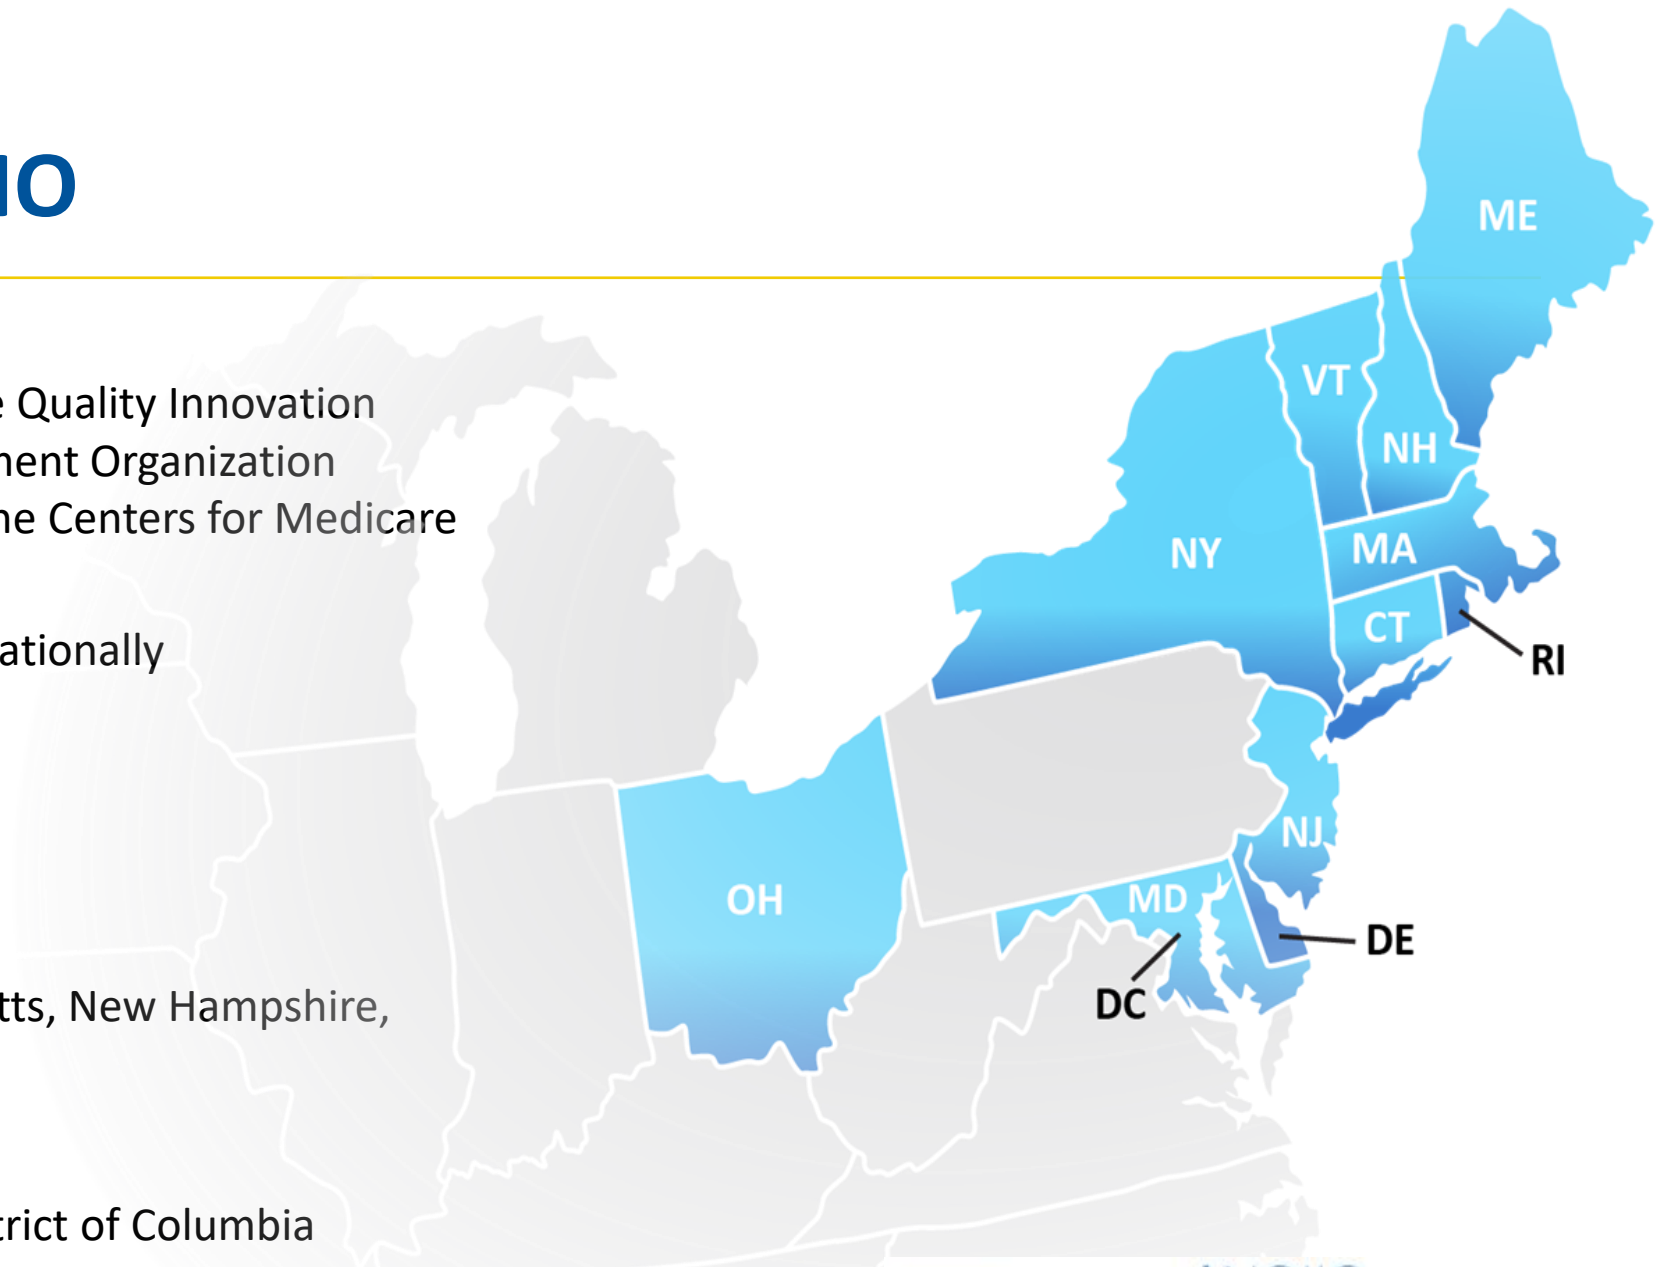 IO
e Quality Innovation
nent Organization
ne Centers for Medicare
ationally
tts, New Hampshire,
trict of Columbia
ME
VT
NH
NY
MA
CT
RI
NJ
OH
MD
DE
DC